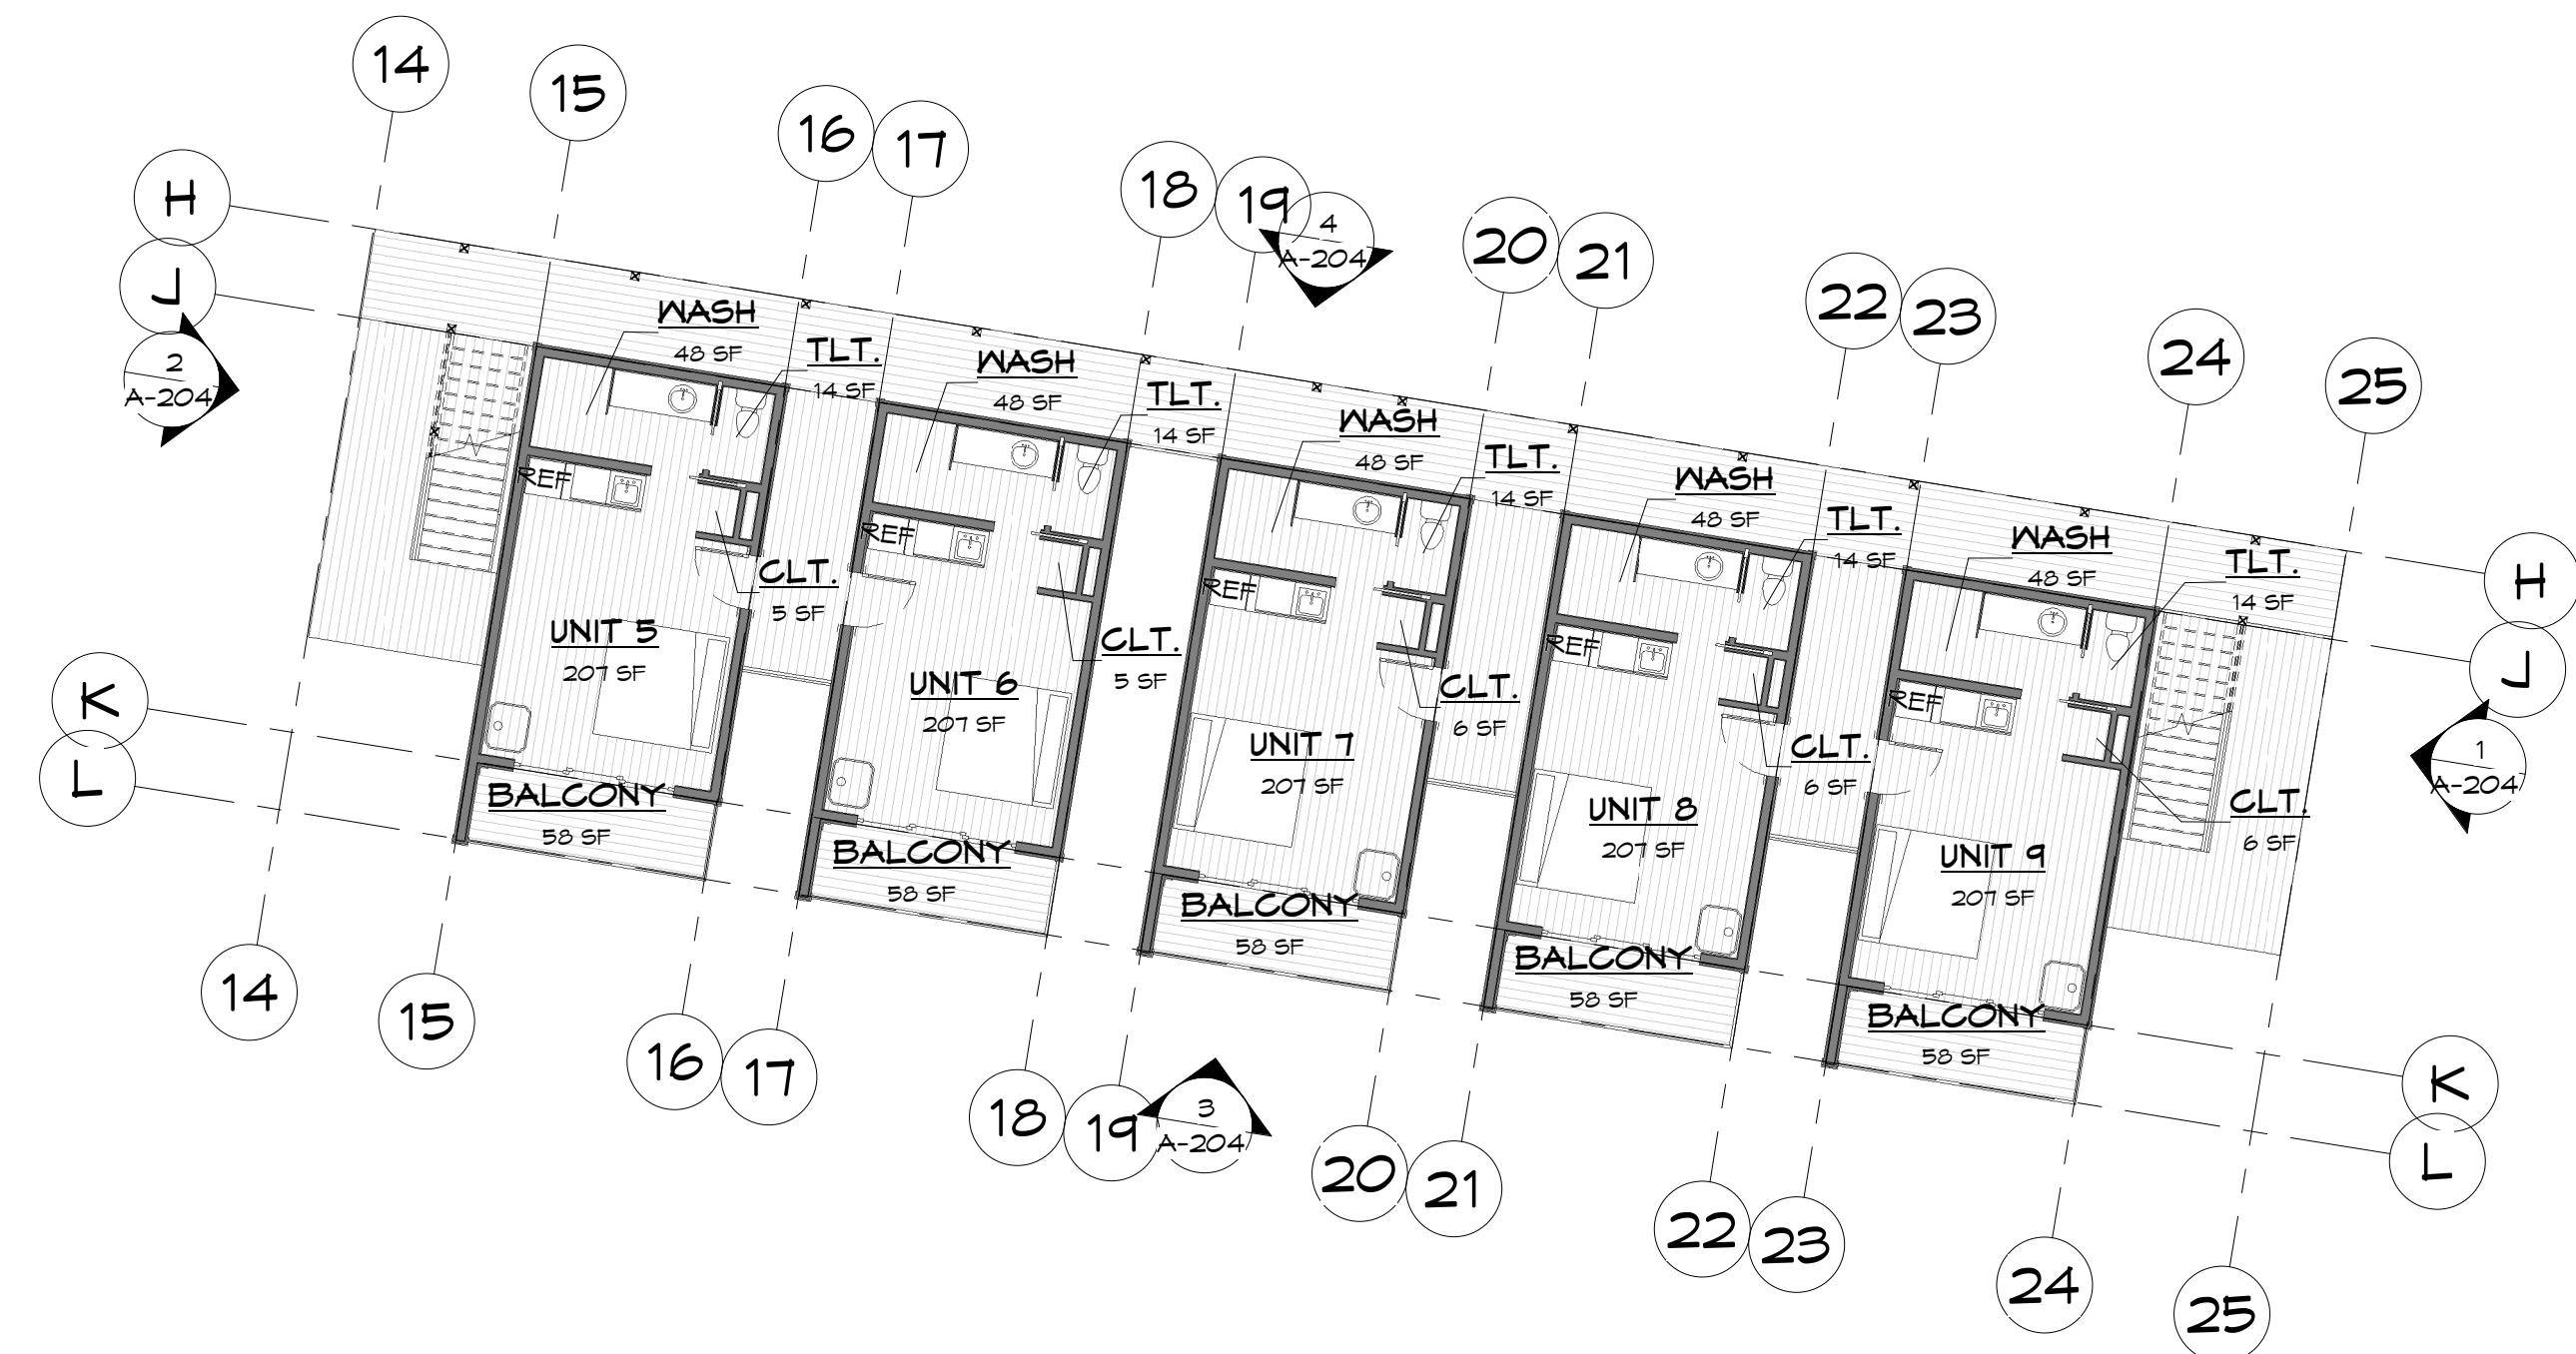 14
15
16
17
18
19
4
A-204
20
21
22
23
24
25
H
J
2
A-204
K
L
WASH
48 SF
TLT.
14 SF
REF
CLT.
5 SF
UNIT 5
207 SF
BALCONY
58 SF
WASH
48 SF
TLT.
14 SF
REF
CLT.
5 SF
UNIT 6
207 SF
BALCONY
58 SF
WASH
48 SF
TLT.
14 SF
REF
CLT.
6 SF
UNIT 7
207 SF
BALCONY
58 SF
WASH
48 SF
TLT.
14 SF
REF
CLT.
6 SF
UNIT 8
207 SF
BALCONY
58 SF
WASH
48 SF
TLT.
14 SF
REF
CLT.
6 SF
UNIT 9
207 SF
BALCONY
58 SF
H
J
1
A-204
K
L
14
15
16
17
18
19
3
A-204
20
21
22
23
24
25